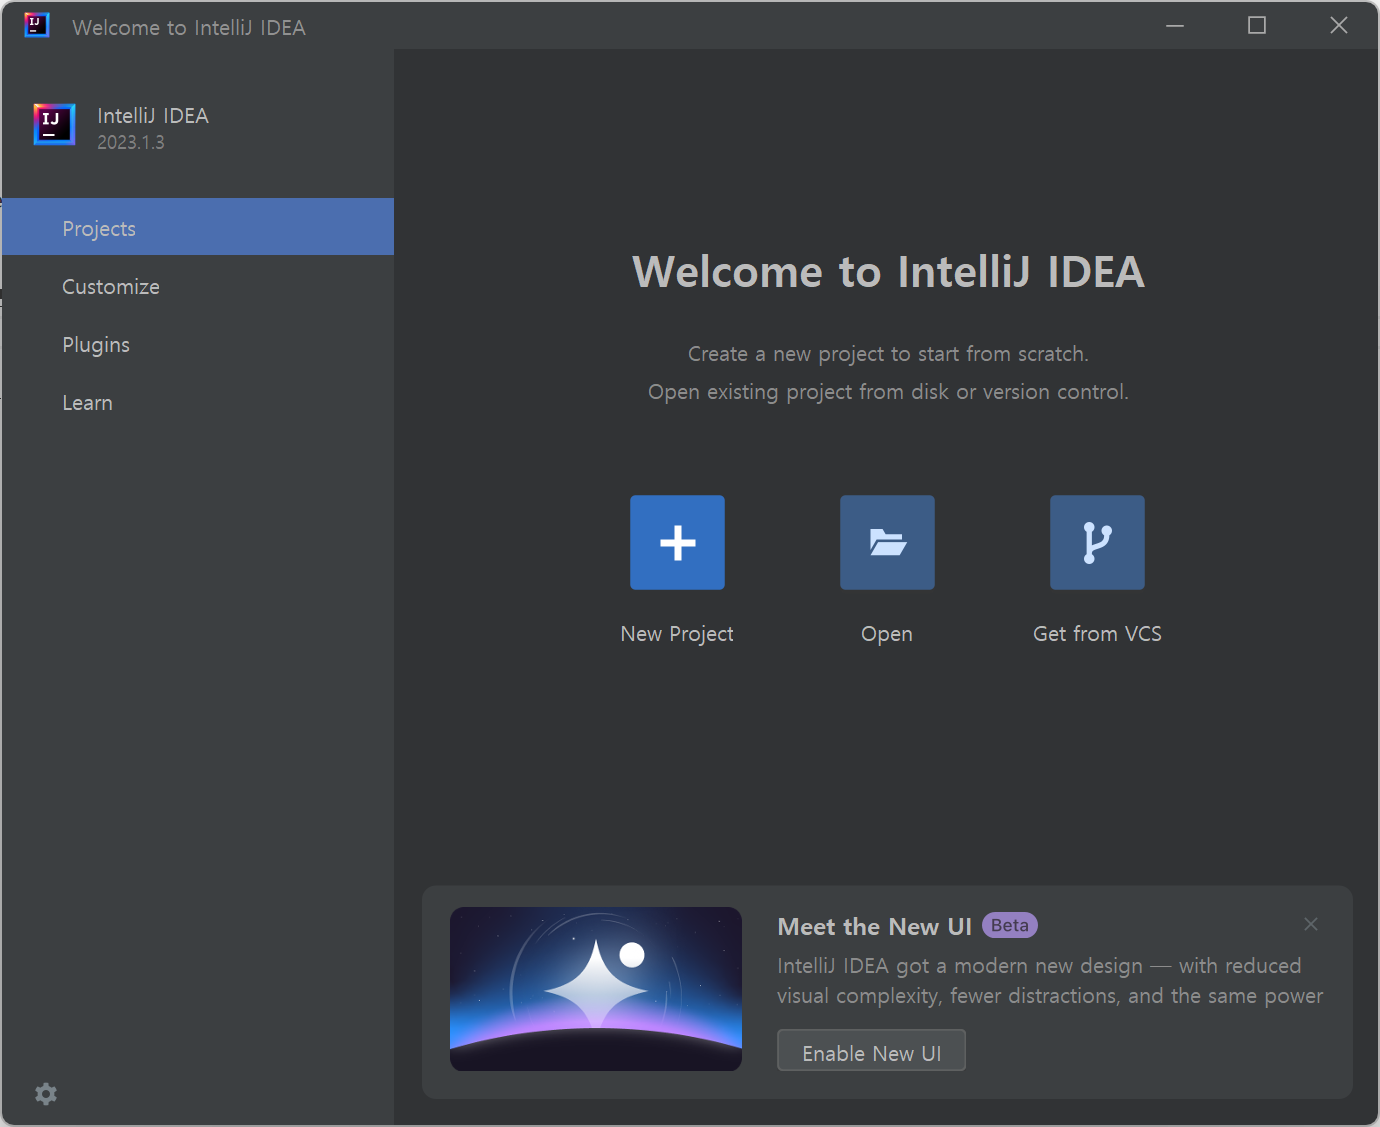 IJ
Welcome to IntelliJ IDEA
IJ
IntelliJ IDEA
2023.1.3
Projects
Customize
Plugins
Learn
Welcome to IntelliJ IDEA
Create a new project to start from scratch.
Open existing project from disk or version control.
New Project
Open
Get from VCS
Meet the New UI Beta
IntelliJ IDEA got a modern new design — with reduced
visual complexity, fewer distractions, and the same power
Enable New UI